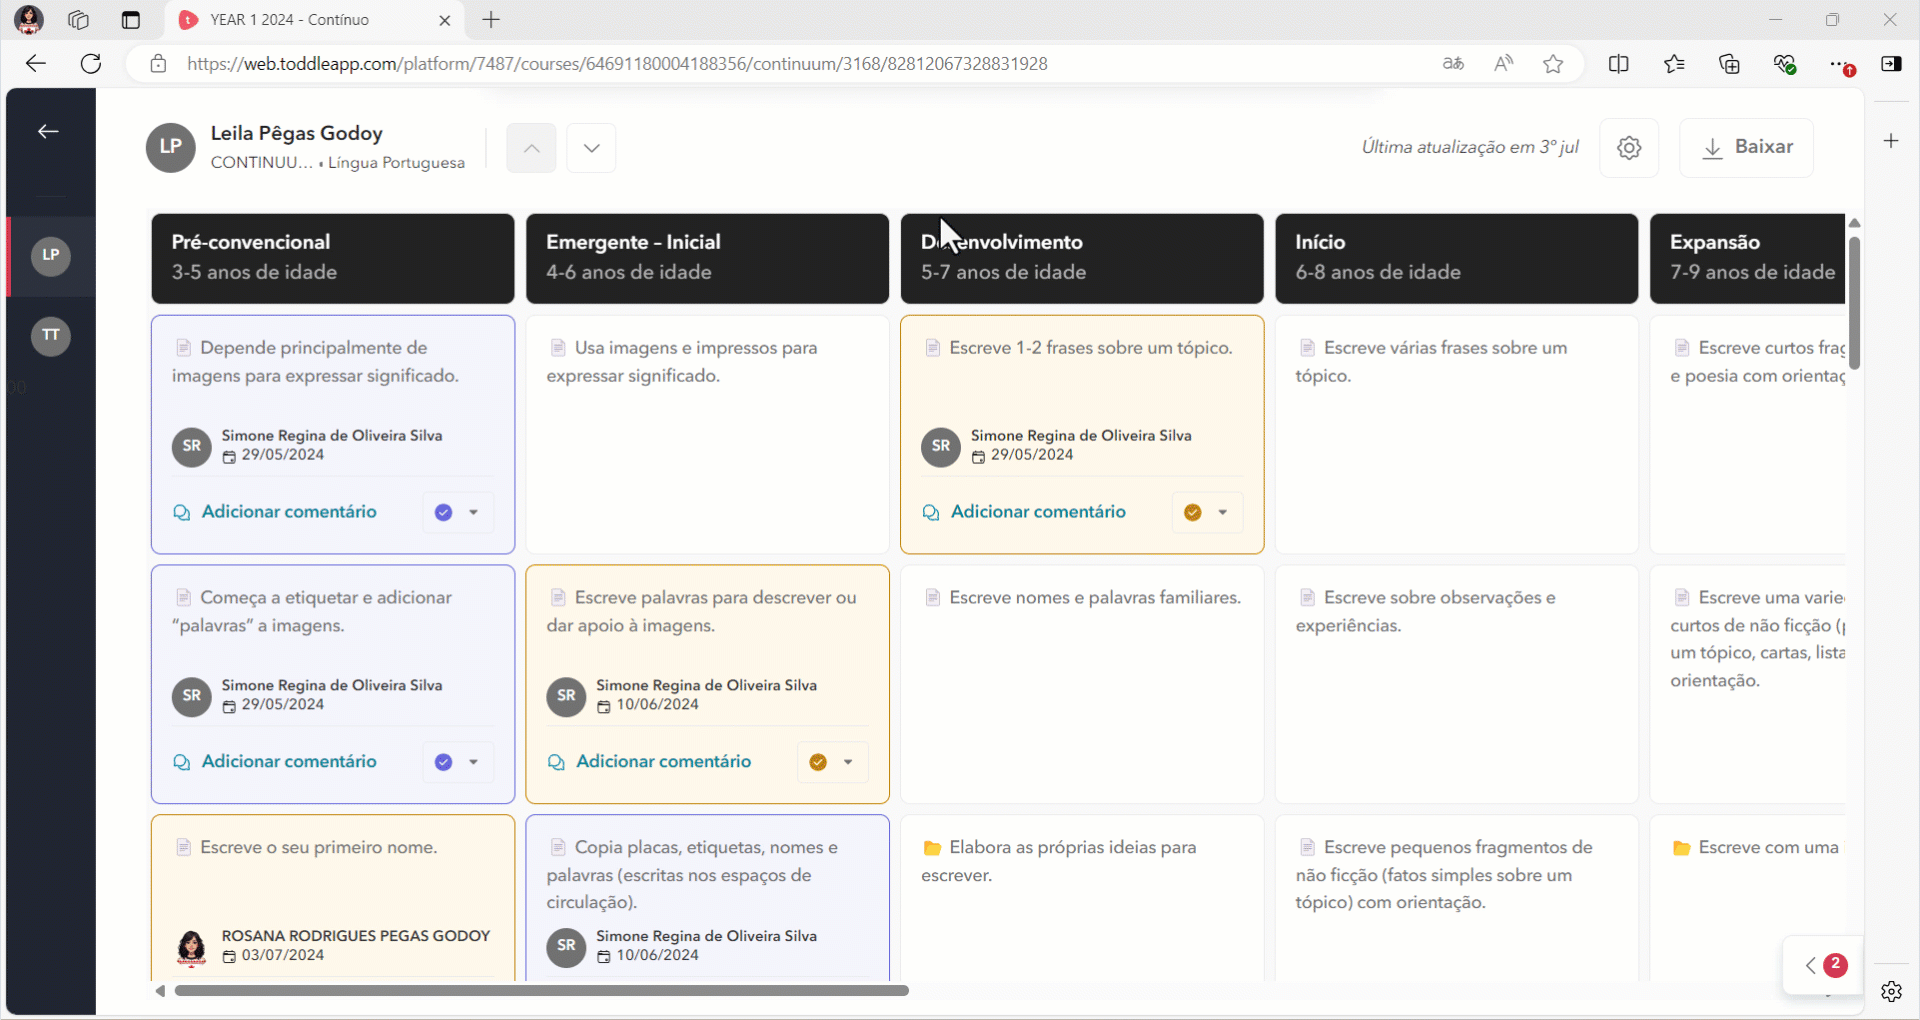 YEAR 1 2024 - Contínuo
https://web.toddleapp.com/platform/7487/courses/64691180004188356/continuum/3168/82812067328831928
LP
Leila Pêgas Godoy
CONTINUU... • Língua Portuguesa
Última atualização em 3º jul
Baixar
LP
TT
00
Pré-convencional
3-5 anos de idade
Emergente – Inicial
4-6 anos de idade
Desenvolvimento
5-7 anos de idade
Início
6-8 anos de idade
Expansão
7-9 anos de idade
Depende principalmente de
imagens para expressar significado.
SR
Simone Regina de Oliveira Silva
29/05/2024
Adicionar comentário
Usa imagens e impressos para
expressar significado.
Escreve 1-2 frases sobre um tópico.
SR
Simone Regina de Oliveira Silva
29/05/2024
Adicionar comentário
Escreve várias frases sobre um
tópico.
Escreve curtos
e poesia com
Começa a etiquetar e adicionar
“palavras” a imagens.
SR
Simone Regina de Oliveira Silva
29/05/2024
Adicionar comentário
Escreve palavras para descrever ou
dar apoio à imagens.
SR
Simone Regina de Oliveira Silva
10/06/2024
Adicionar comentário
Escreve nomes e palavras familiares.
Escreve sobre observações e
experiências.
Escreve uma
curtos de não ficção
um tópico, cartas,
orientação.
Escreve o seu primeiro nome.
ROSANA RODRIGUES PEGAS GODOY
03/07/2024
Copia placas, etiquetas, nomes e
palavras (escritas nos espaços de
circulação).
SR
Simone Regina de Oliveira Silva
10/06/2024
Elabora as próprias ideias para
escrever.
Escreve pequenos fragmentos de
não ficção (fatos simples sobre um
tópico) com orientação.
Escreve com uma
2